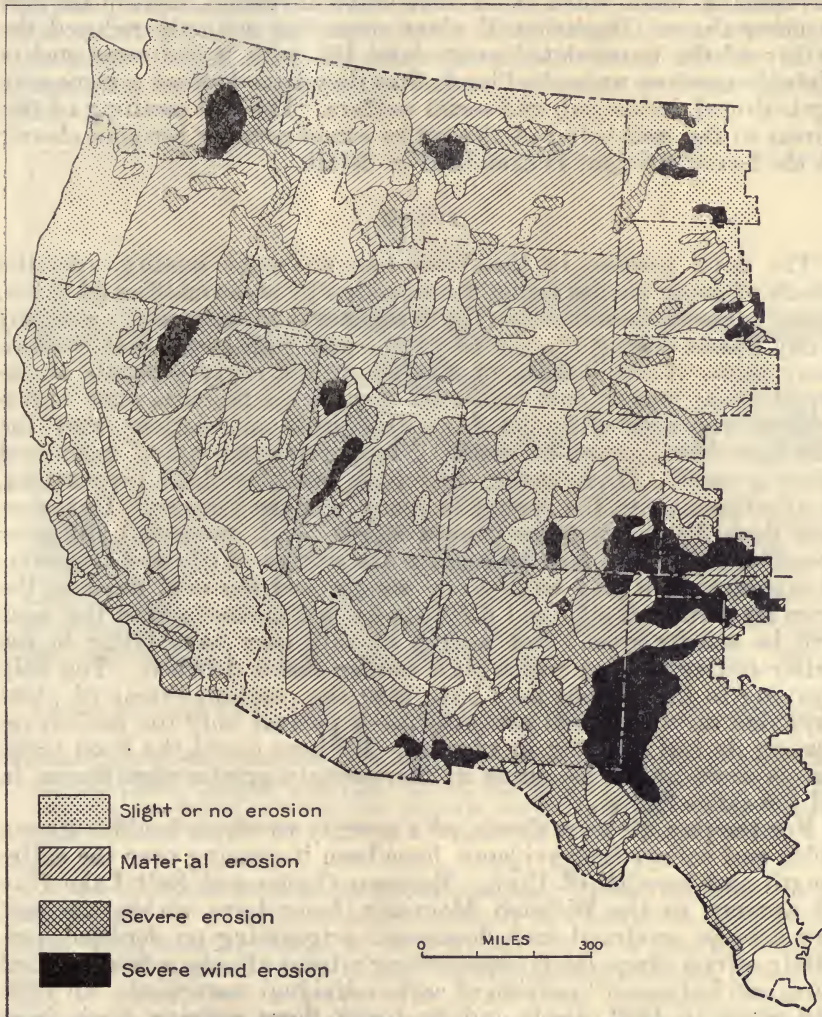 Slight or no erosion
Material erosion
Severe erosion
Severe wind erosion
MILES
0 300